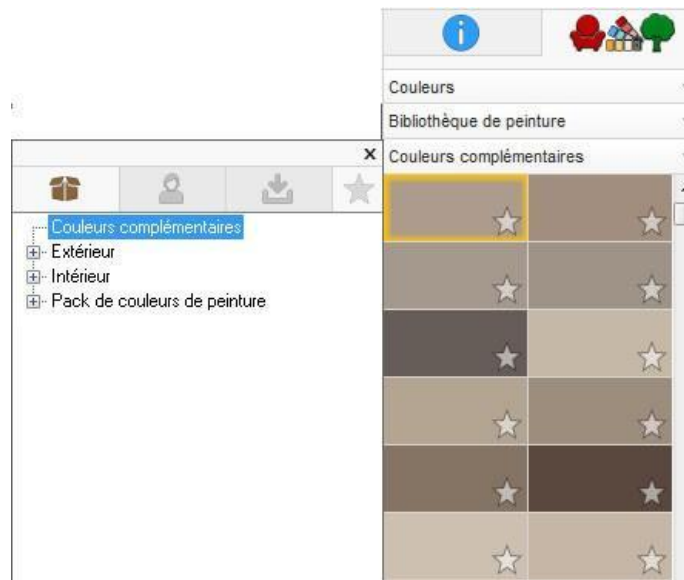 Couleurs
Bibliothèque de peinture
Couleurs complémentaires
Couleurs complémentaires
Extérieur
Intérieur
Pack de couleurs de peinture